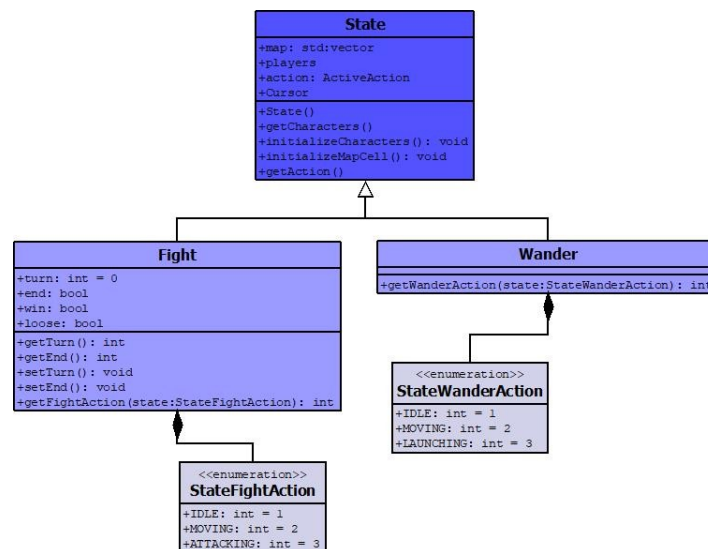 State
+map: std:vector
+players
+action: ActiveAction
+Cursor
+State()
+getCharacters()
+initializeCharacters(): void
+initializeMapCell(): void
+getAction()
Fight
+turn: int = 0
+end: bool
+win: bool
+loose: bool
+getTurn(): int
+getEnd(): int
+setTurn(): void
+setEnd(): void
+getFightAction(state:StateFightAction): int
Wander
+getWanderAction(state:StateWanderAction): int
<<enumeration>>
StateWanderAction
+IDLE: int = 1
+MOVING: int = 2
+LAUNCHING: int = 3
<<enumeration>>
StateFightAction
+IDLE: int = 1
+MOVING: int = 2
+ATTACKING: int = 3